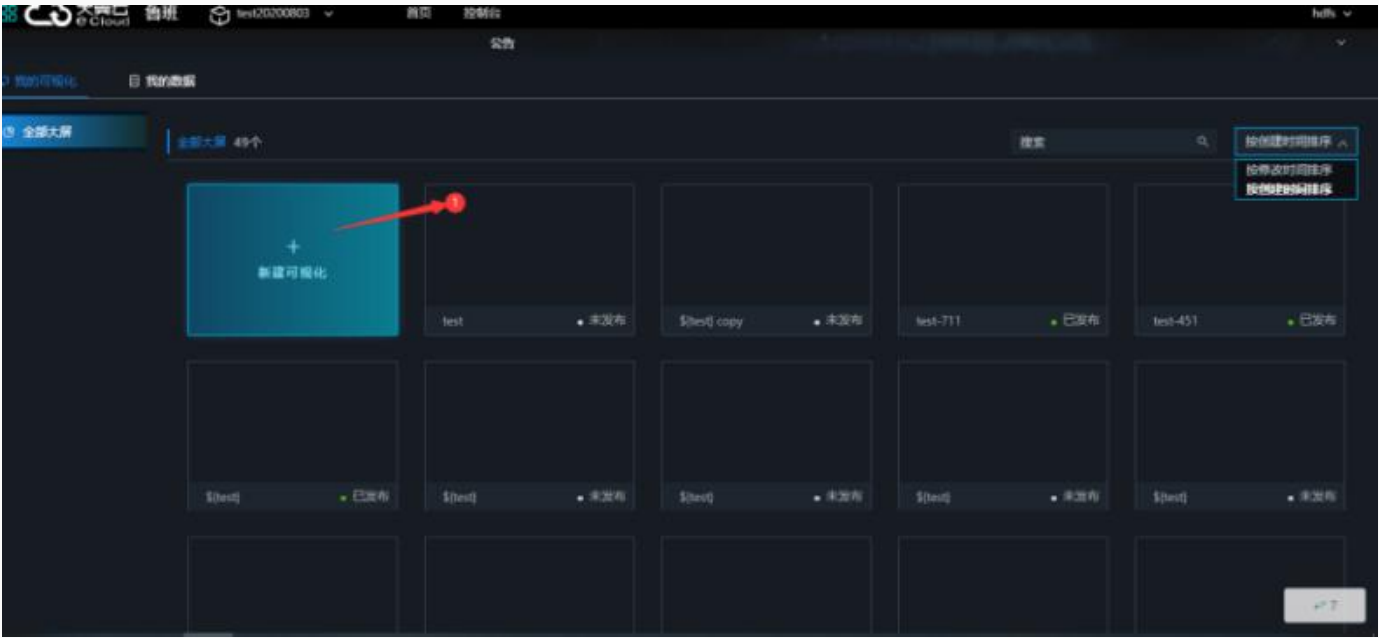 天翼云 e Cloud 鲁班 test20200803 首页 控制台 hdfs
公告
我的可视化 我的数据
全部大屏
全部大屏 49个 搜索 按创建时间排序
按修改时间排序
按创建时间排序
1
+
新建可视化
test 未发布 ${test} copy 未发布 test-711 已发布 test-451 已发布
${test} 已发布 ${test} 未发布 ${test} 未发布 ${test} 未发布 ${test} 未发布
7